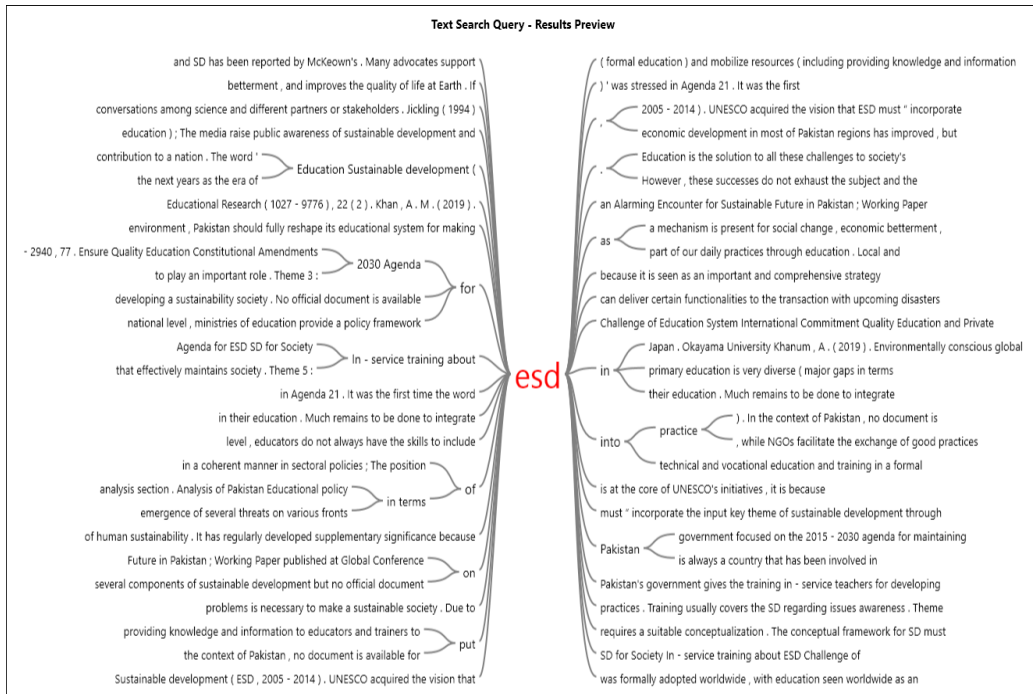 Text Search Query - Results Preview
and SD has been reported by McKeown's . Many advocates support
betterment , and improves the quality of life at Earth . If
conversations among science and different partners or stakeholders . Jickling ( 1994 )
education ) ; The media raise public awareness of sustainable development and
contribution to a nation . The word '
the next years as the era of
Education Sustainable development (
Educational Research ( 1027 - 9776 ) , 22 ( 2 ) . Khan , A . M . ( 2019 ) .
environment , Pakistan should fully reshape its educational system for making
- 2940 , 77 . Ensure Quality Education Constitutional Amendments
to play an important role . Theme 3 :
2030 Agenda
developing a sustainability society . No official document is available
national level , ministries of education provide a policy framework
for
Agenda for ESD SD for Society
that effectively maintains society . Theme 5 :
In - service training about
in Agenda 21 . It was the first time the word
in their education . Much remains to be done to integrate
level , educators do not always have the skills to include
in a coherent manner in sectoral policies ; The position
analysis section . Analysis of Pakistan Educational policy
emergence of several threats on various fronts
in terms
of
of human sustainability . It has regularly developed supplementary significance because
Future in Pakistan ; Working Paper published at Global Conference
several components of sustainable development but no official document
on
problems is necessary to make a sustainable society . Due to
providing knowledge and information to educators and trainers to
the context of Pakistan , no document is available for
put
Sustainable development ( ESD , 2005 - 2014 ) . UNESCO acquired the vision that
esd
( formal education ) and mobilize resources ( including providing knowledge and information
) ' was stressed in Agenda 21 . It was the first
,
2005 - 2014 ) . UNESCO acquired the vision that ESD must " incorporate
economic development in most of Pakistan regions has improved , but
.
Education is the solution to all these challenges to society's
However , these successes do not exhaust the subject and the
an Alarming Encounter for Sustainable Future in Pakistan ; Working Paper
as
a mechanism is present for social change , economic betterment ,
part of our daily practices through education . Local and
because it is seen as an important and comprehensive strategy
can deliver certain functionalities to the transaction with upcoming disasters
Challenge of Education System International Commitment Quality Education and Private
in
Japan . Okayama University Khanum , A . ( 2019 ) . Environmentally conscious global
primary education is very diverse ( major gaps in terms
their education . Much remains to be done to integrate
into
practice
) . In the context of Pakistan , no document is
, while NGOs facilitate the exchange of good practices
technical and vocational education and training in a formal
is at the core of UNESCO's initiatives , it is because
must " incorporate the input key theme of sustainable development through
Pakistan
government focused on the 2015 - 2030 agenda for maintaining
is always a country that has been involved in
Pakistan's government gives the training in - service teachers for developing
practices . Training usually covers the SD regarding issues awareness . Theme
requires a suitable conceptualization . The conceptual framework for SD must
SD for Society In - service training about ESD Challenge of
was formally adopted worldwide , with education seen worldwide as an